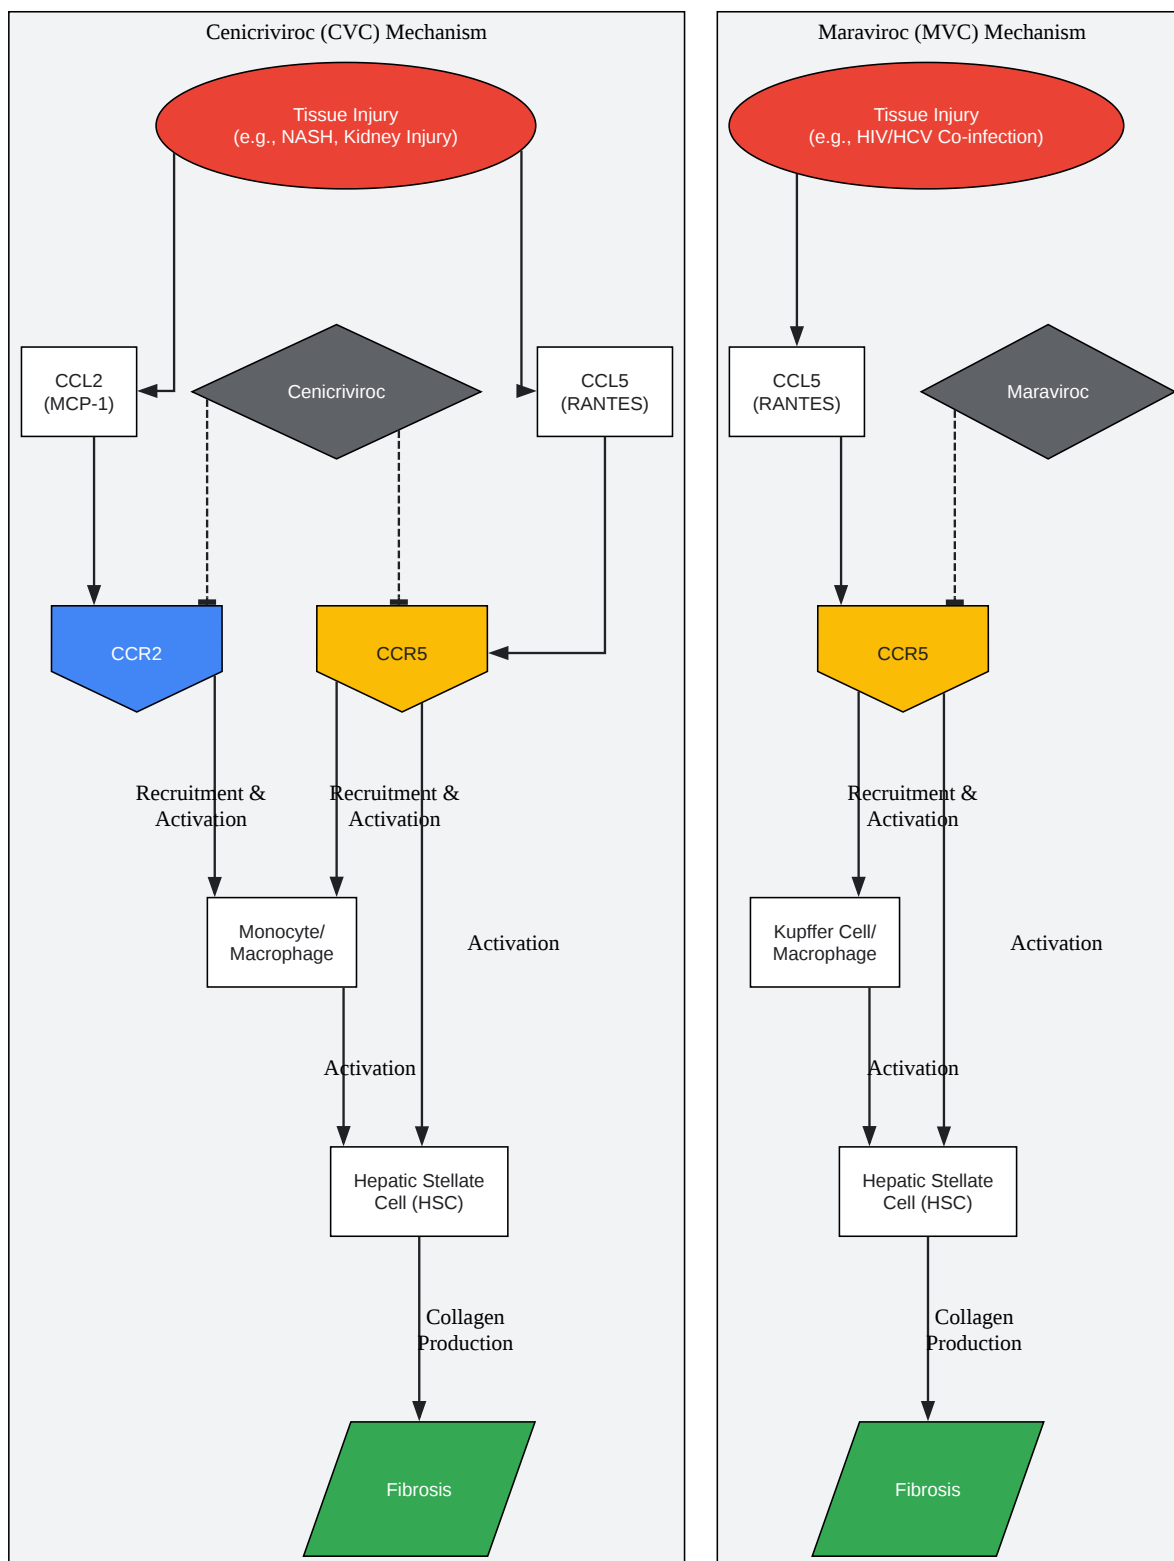 Cenicriviroc (CVC) Mechanism
Tissue Injury
(e.g., NASH, Kidney Injury)
CCL2
(MCP-1)
Cenicriviroc
CCL5
(RANTES)
CCR2
CCR5
Recruitment &
Activation
Recruitment &
Activation
Monocyte/
Macrophage
Activation
Activation
Hepatic Stellate
Cell (HSC)
Collagen
Production
Fibrosis
Maraviroc (MVC) Mechanism
Tissue Injury
(e.g., HIV/HCV Co-infection)
CCL5
(RANTES)
Maraviroc
CCR5
Recruitment &
Activation
Kupffer Cell/
Macrophage
Activation
Activation
Hepatic Stellate
Cell (HSC)
Collagen
Production
Fibrosis